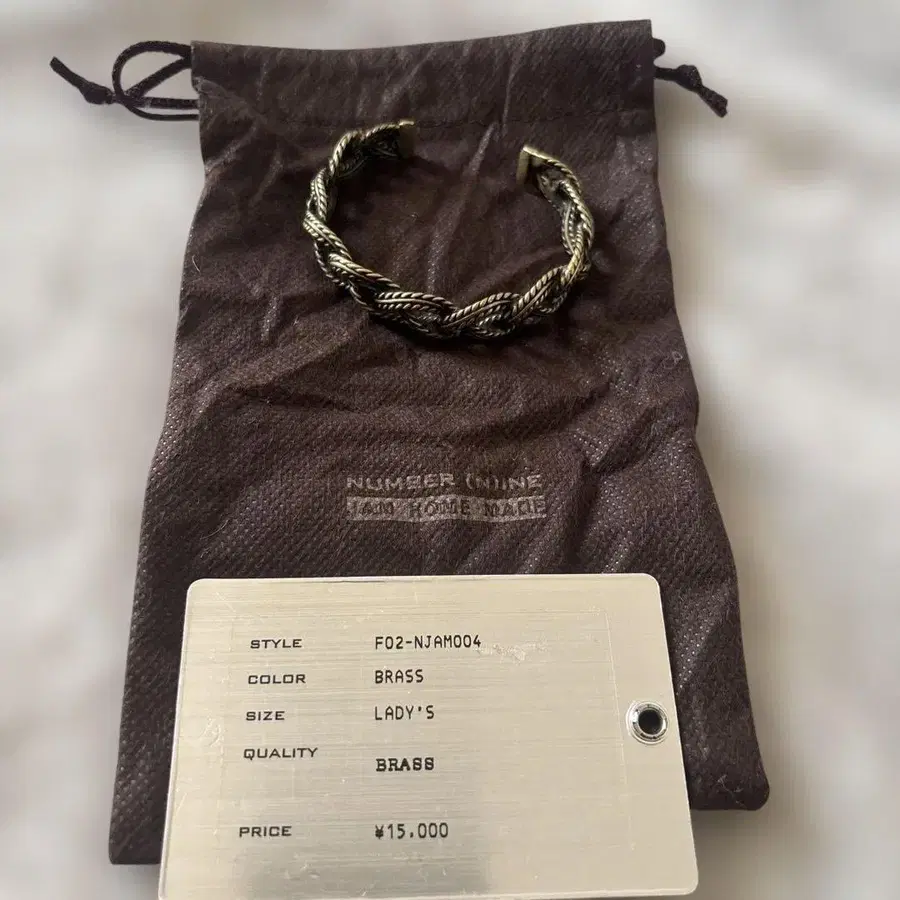 NUMBER (N)INE
JAM HOME MADE
STYLE F02-NJAM004
COLOR BRASS
SIZE LADY'S
QUALITY BRASS
PRICE ¥15.000